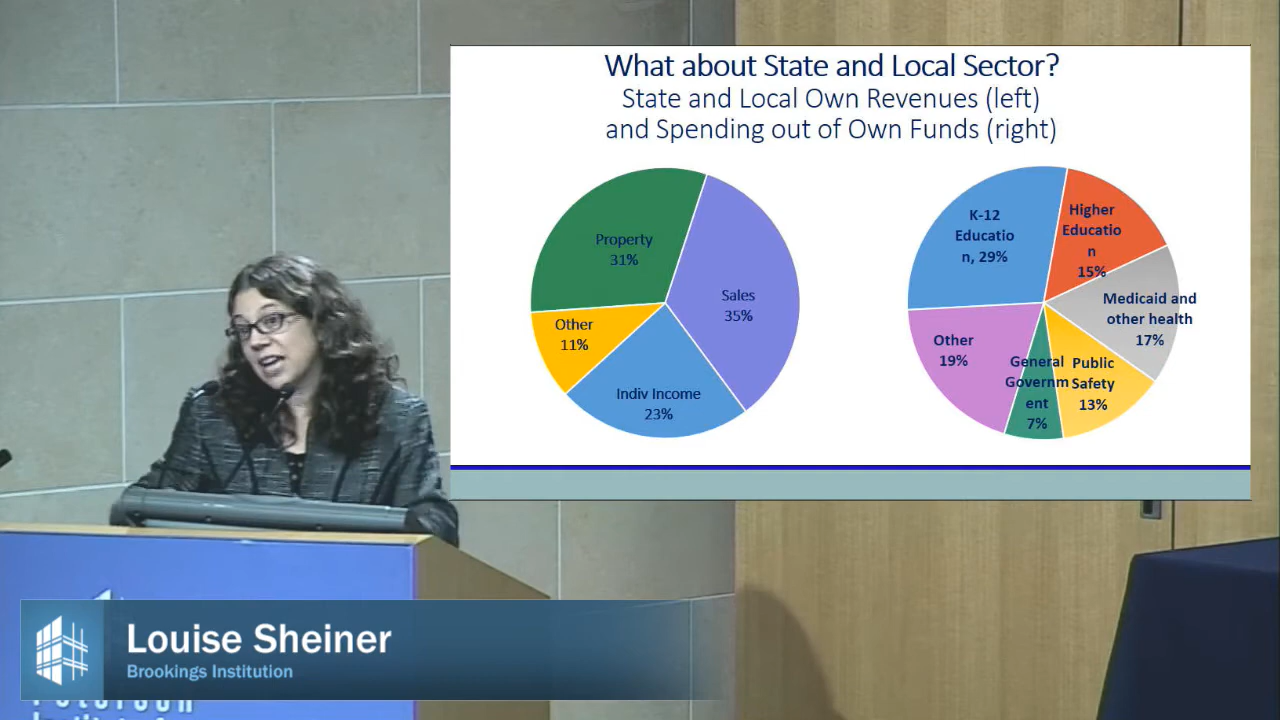 What about State and Local Sector?
State and Local Own Revenues (left)
and Spending out of Own Funds (right)
Property
31%
Sales
35%
Other
11%
Indiv Income
23%
K-12
Educatio
n, 29%
Higher
Educatio
n
15%
Medicaid and
other health
17%
Public
Safety
13%
General
Governm
ent
7%
Other
19%
Louise Sheiner
Brookings Institution
Peterson